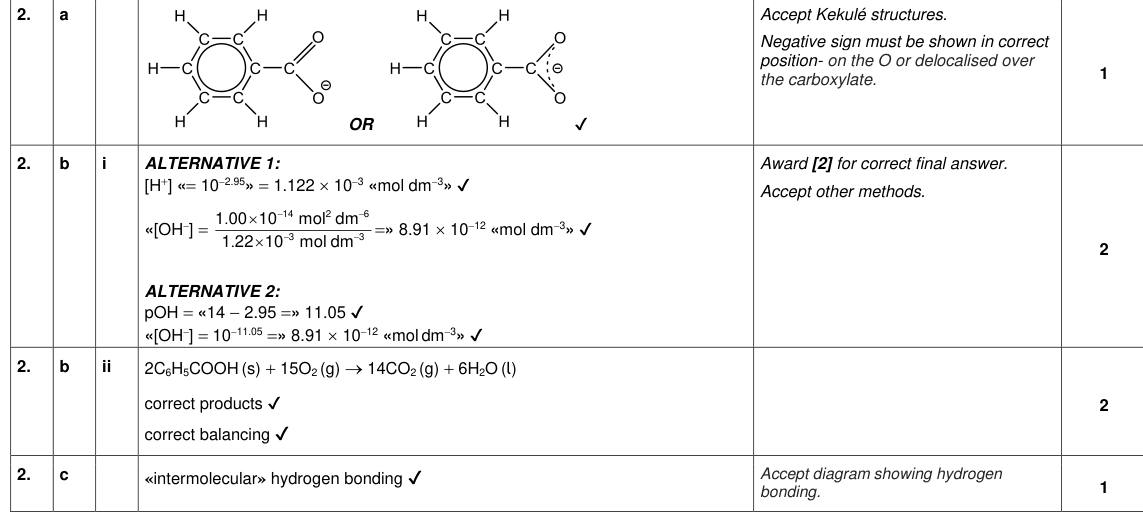 2. a
H H
C — C
O
H — C C — C
C — C
O⊖
H H
OR
H H
C — C
O
H — C C — C ⊖
C — C
O
H H
✓
Accept Kekulé structures.
Negative sign must be shown in correct
position- on the O or delocalised over
the carboxylate.
1
2. b i
ALTERNATIVE 1:
[H⁺] «= 10⁻²·⁹⁵» = 1.122 × 10⁻³ «mol dm⁻³» ✓
«[OH⁻] = 1.00×10⁻¹⁴ mol² dm⁻⁶ / 1.22×10⁻³ mol dm⁻³ =» 8.91 × 10⁻¹² «mol dm⁻³» ✓
ALTERNATIVE 2:
pOH = «14 – 2.95 =» 11.05 ✓
«[OH⁻] = 10⁻¹¹·⁰⁵ =» 8.91 × 10⁻¹² «mol dm⁻³» ✓
Award [2] for correct final answer.
Accept other methods.
2
2. b ii
2C₆H₅COOH (s) + 15O₂ (g) → 14CO₂ (g) + 6H₂O (l)
correct products ✓
correct balancing ✓
2
2. c
«intermolecular» hydrogen bonding ✓
Accept diagram showing hydrogen
bonding.
1